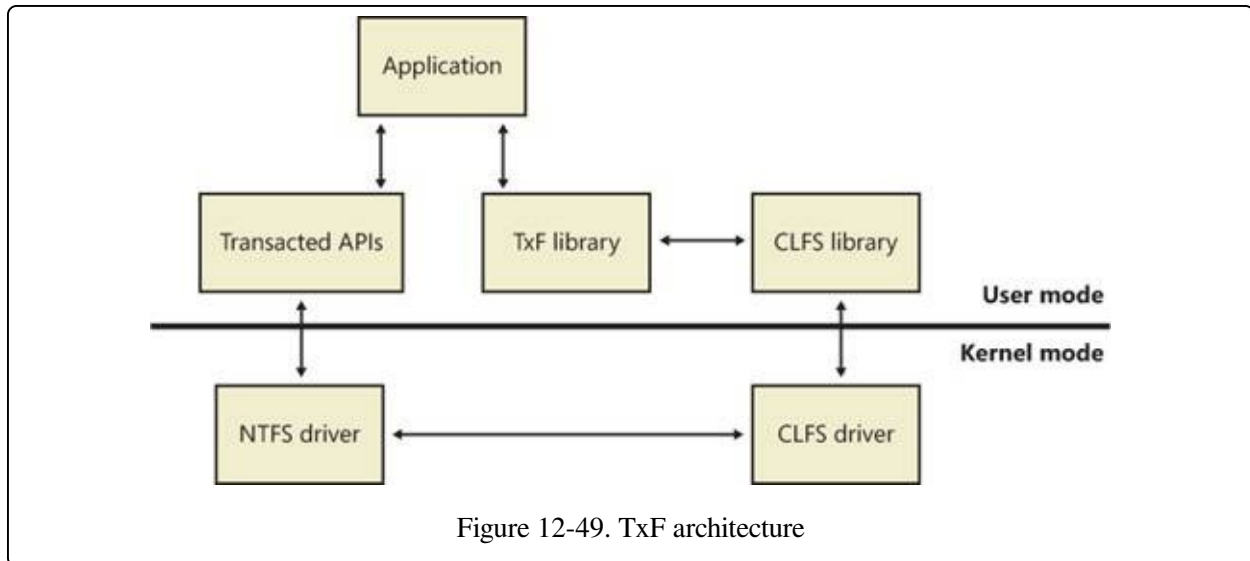 Application
Transacted APIs
TxF library
CLFS library
User mode
Kernel mode
NTFS driver
CLFS driver
Figure 12-49. TxF architecture